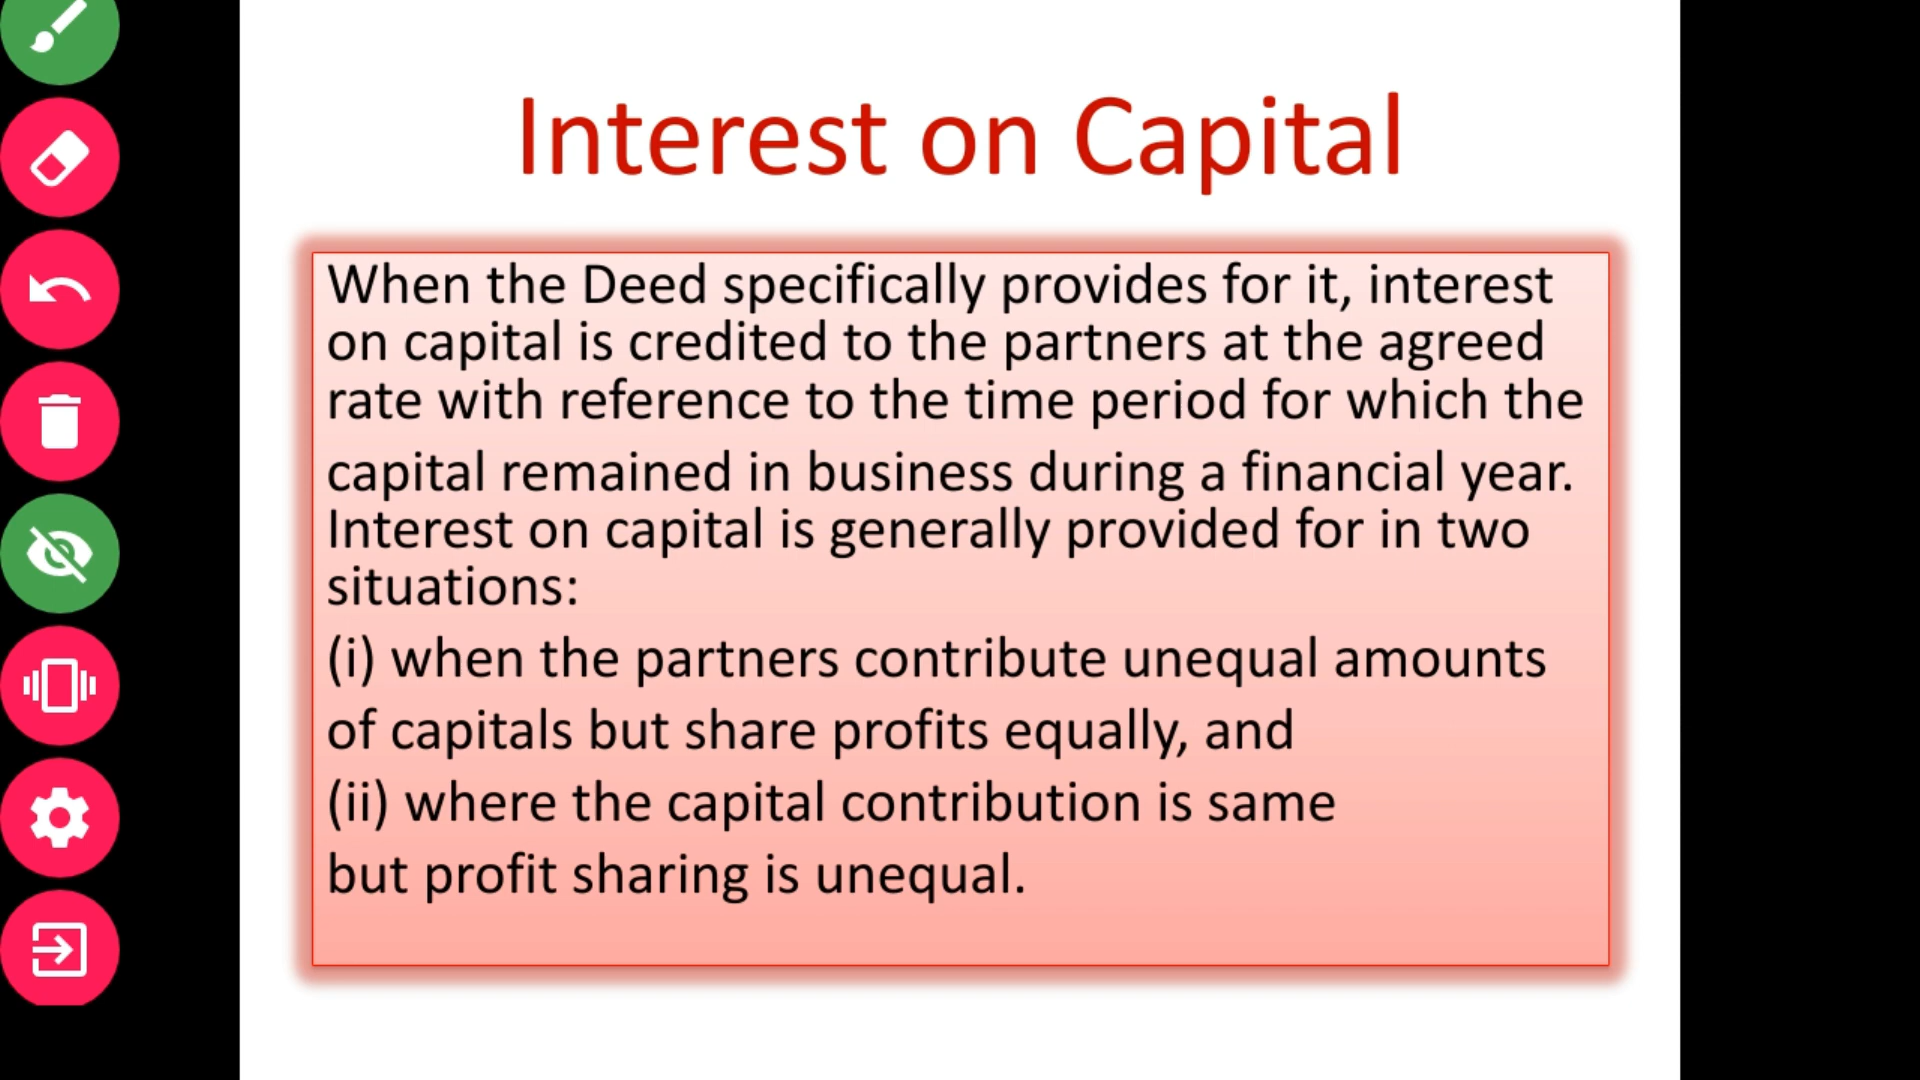 Interest on Capital
When the Deed specifically provides for it, interest
on capital is credited to the partners at the agreed
rate with reference to the time period for which the
capital remained in business during a financial year.
Interest on capital is generally provided for in two
situations:
(i) when the partners contribute unequal amounts
of capitals but share profits equally, and
(ii) where the capital contribution is same
but profit sharing is unequal.